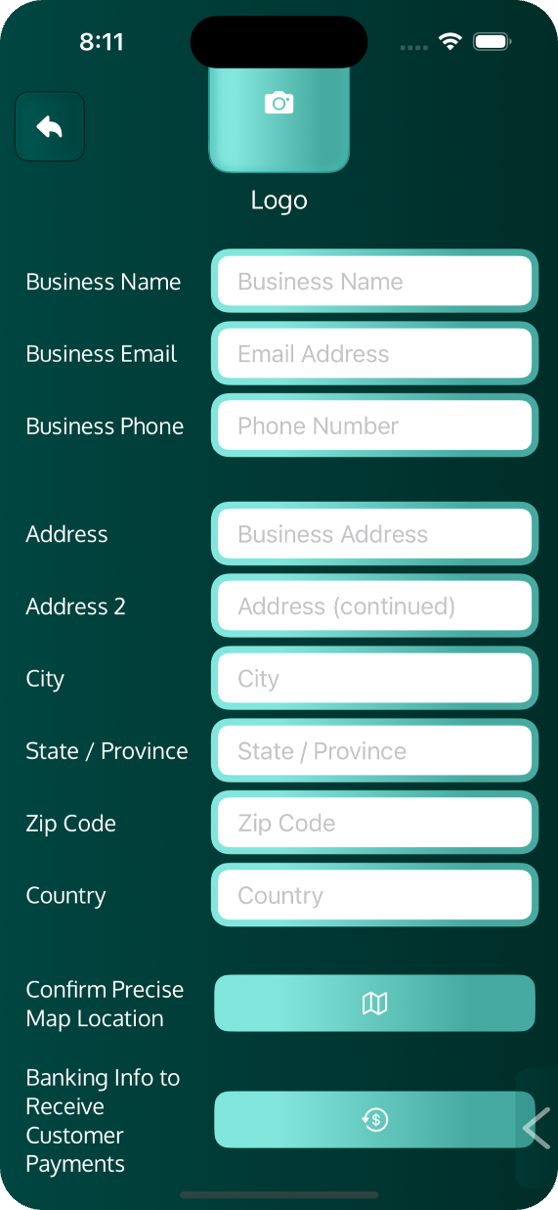 8:11
Logo
Business Name
Business Name
Business Email
Email Address
Business Phone
Phone Number
Address
Business Address
Address 2
Address (continued)
City
City
State / Province
State / Province
Zip Code
Zip Code
Country
Country
Confirm Precise
Map Location
Banking Info to
Receive
Customer
Payments
$